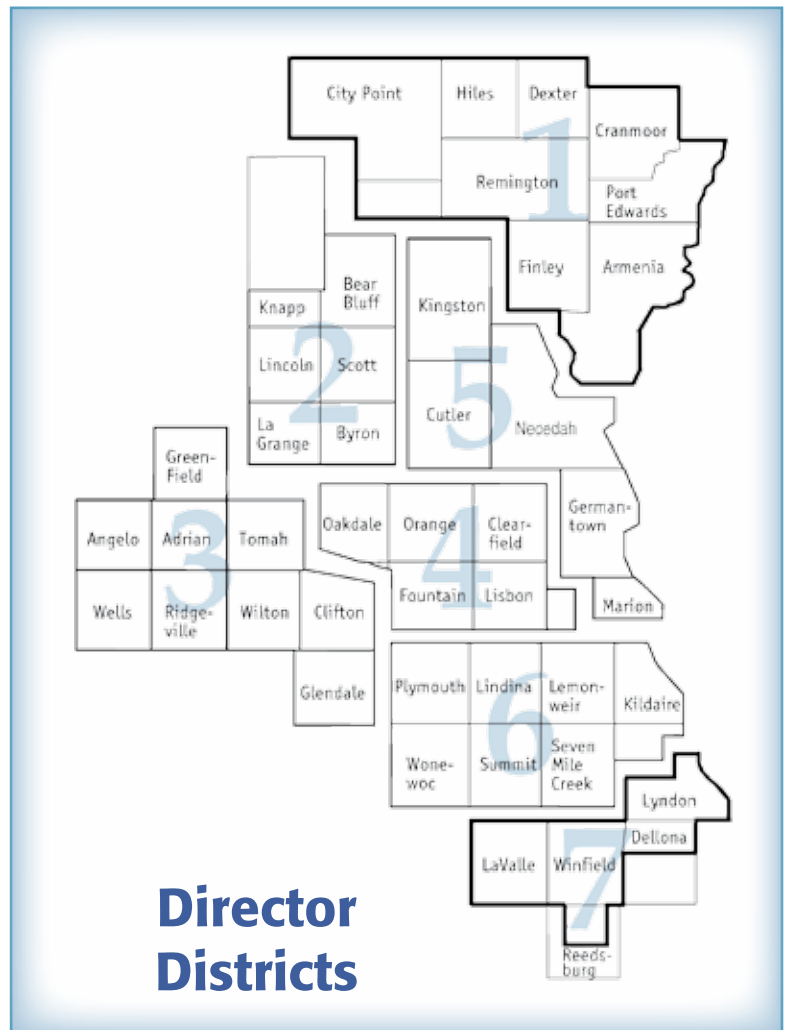 City Point
Hiles
Dexter
Cranmoor
1
Remington
Port
Edwards
Finley
Armenia
Bear
Bluff
Knapp
Kingston
2
Lincoln
Scott
5
La
Grange
Byron
Cutler
Neoedah
Green-
Field
3
Angelo
Adrian
Tomah
Oakdale
Orange
Clear-
field
German-
town
4
Wells
Ridge-
ville
Wilton
Clifton
Fountain
Lisbon
Marion
Glendale
Plymouth
Lindina
Lemon-
weir
Kildaire
6
Wone-
woc
Summit
Seven
Mile
Creek
Lyndon
Dellona
7
LaValle
Winfield
Reeds-
burg
Director
Districts